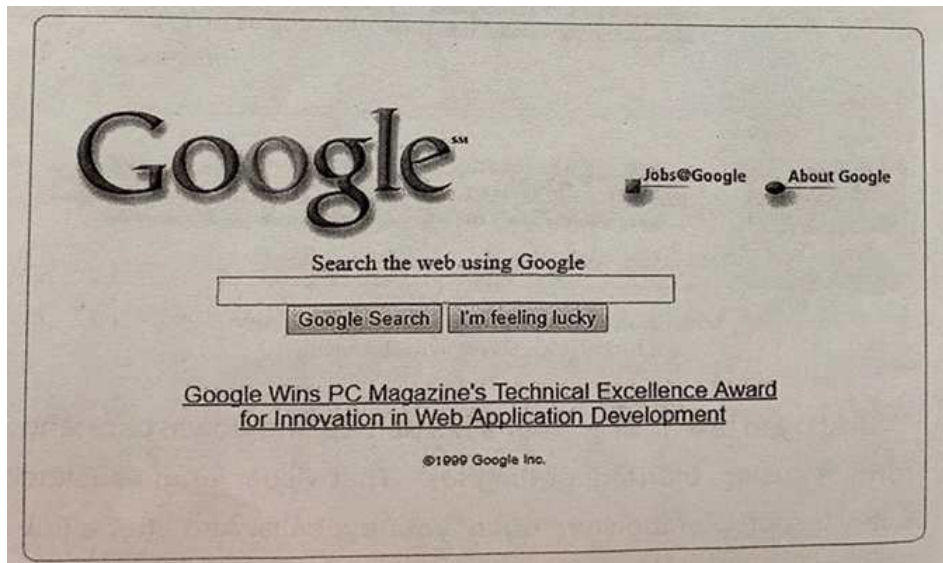 Google℠
Jobs@Google About Google
Search the web using Google
Google Search I'm feeling lucky
Google Wins PC Magazine's Technical Excellence Award
for Innovation in Web Application Development
©1999 Google Inc.